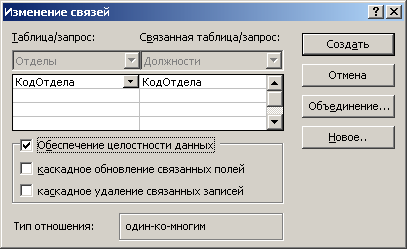 Изменение связей
Таблица/запрос: Связанная таблица/запрос:
Отделы Должности
КодОтдела КодОтдела
Обеспечение целостности данных
каскадное обновление связанных полей
каскадное удаление связанных записей
Тип отношения: один-ко-многим
Создать
Отмена
Объединение...
Новое..